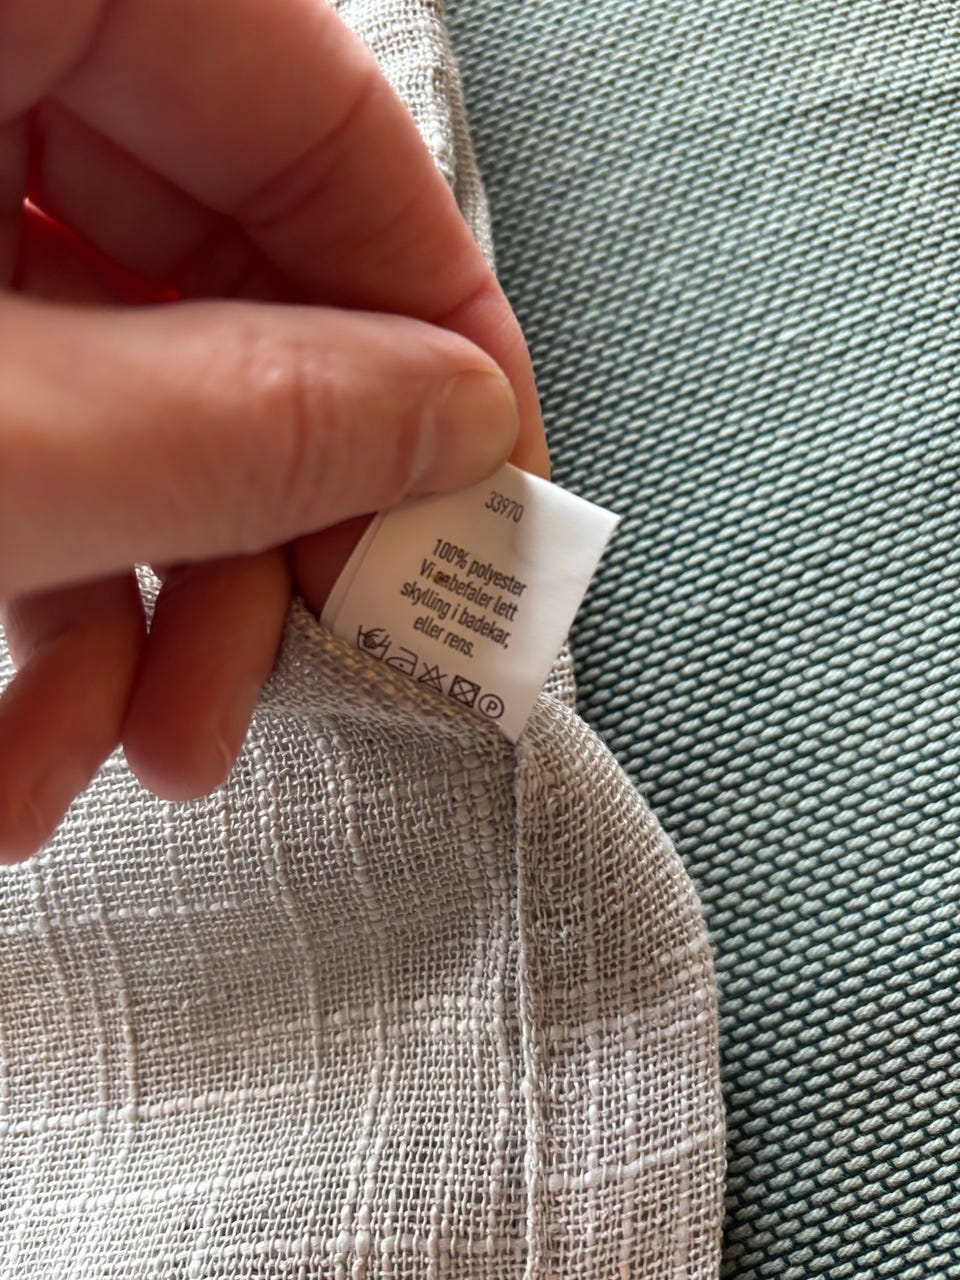 33970
100% polyester
Vi anbefaler lett
skylling i badekar,
eller rens.
P